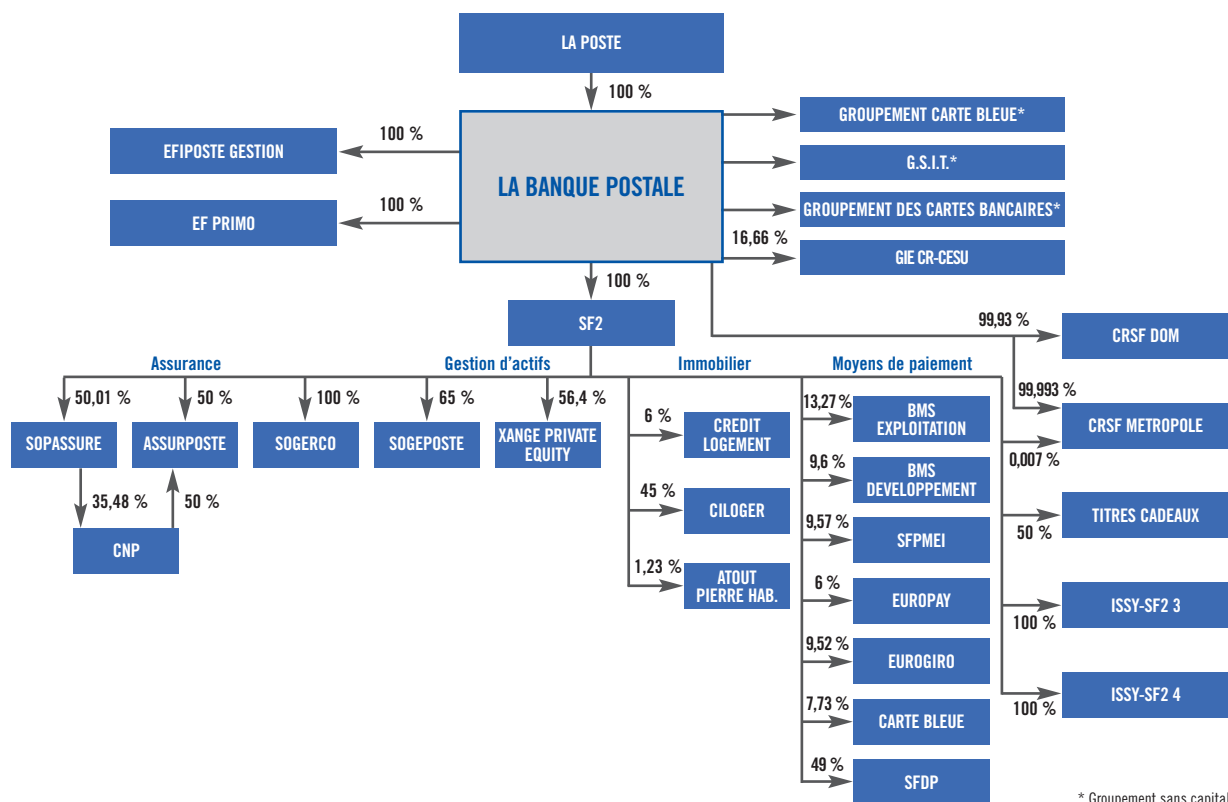 LA POSTE
100 %
GROUPEMENT CARTE BLEUE*
100 %
EFIPOSTE GESTION
G.S.I.T.*
LA BANQUE POSTALE
100 %
EF PRIMO
GROUPEMENT DES CARTES BANCAIRES*
16,66 %
GIE CR-CESU
100 %
SF2
99,93 %
CRSF DOM
Assurance
Gestion d'actifs
Immobilier
Moyens de paiement
50,01 %
50 %
100 %
65 %
56,4 %
SOPASSURE
ASSURPOSTE
SOGERCO
SOGEPOSTE
XANGE PRIVATE
EQUITY
35,48 %
50 %
CNP
6 %
CREDIT
LOGEMENT
45 %
CILOGER
1,23 %
ATOUT
PIERRE HAB.
13,27 %
BMS
EXPLOITATION
9,6 %
BMS
DEVELOPPEMENT
9,57 %
SFPMEI
6 %
EUROPAY
9,52 %
EUROGIRO
7,73 %
CARTE BLEUE
49 %
SFDP
99,993 %
CRSF METROPOLE
0,007 %
TITRES CADEAUX
50 %
ISSY-SF2 3
100 %
ISSY-SF2 4
100 %
* Groupement sans capital